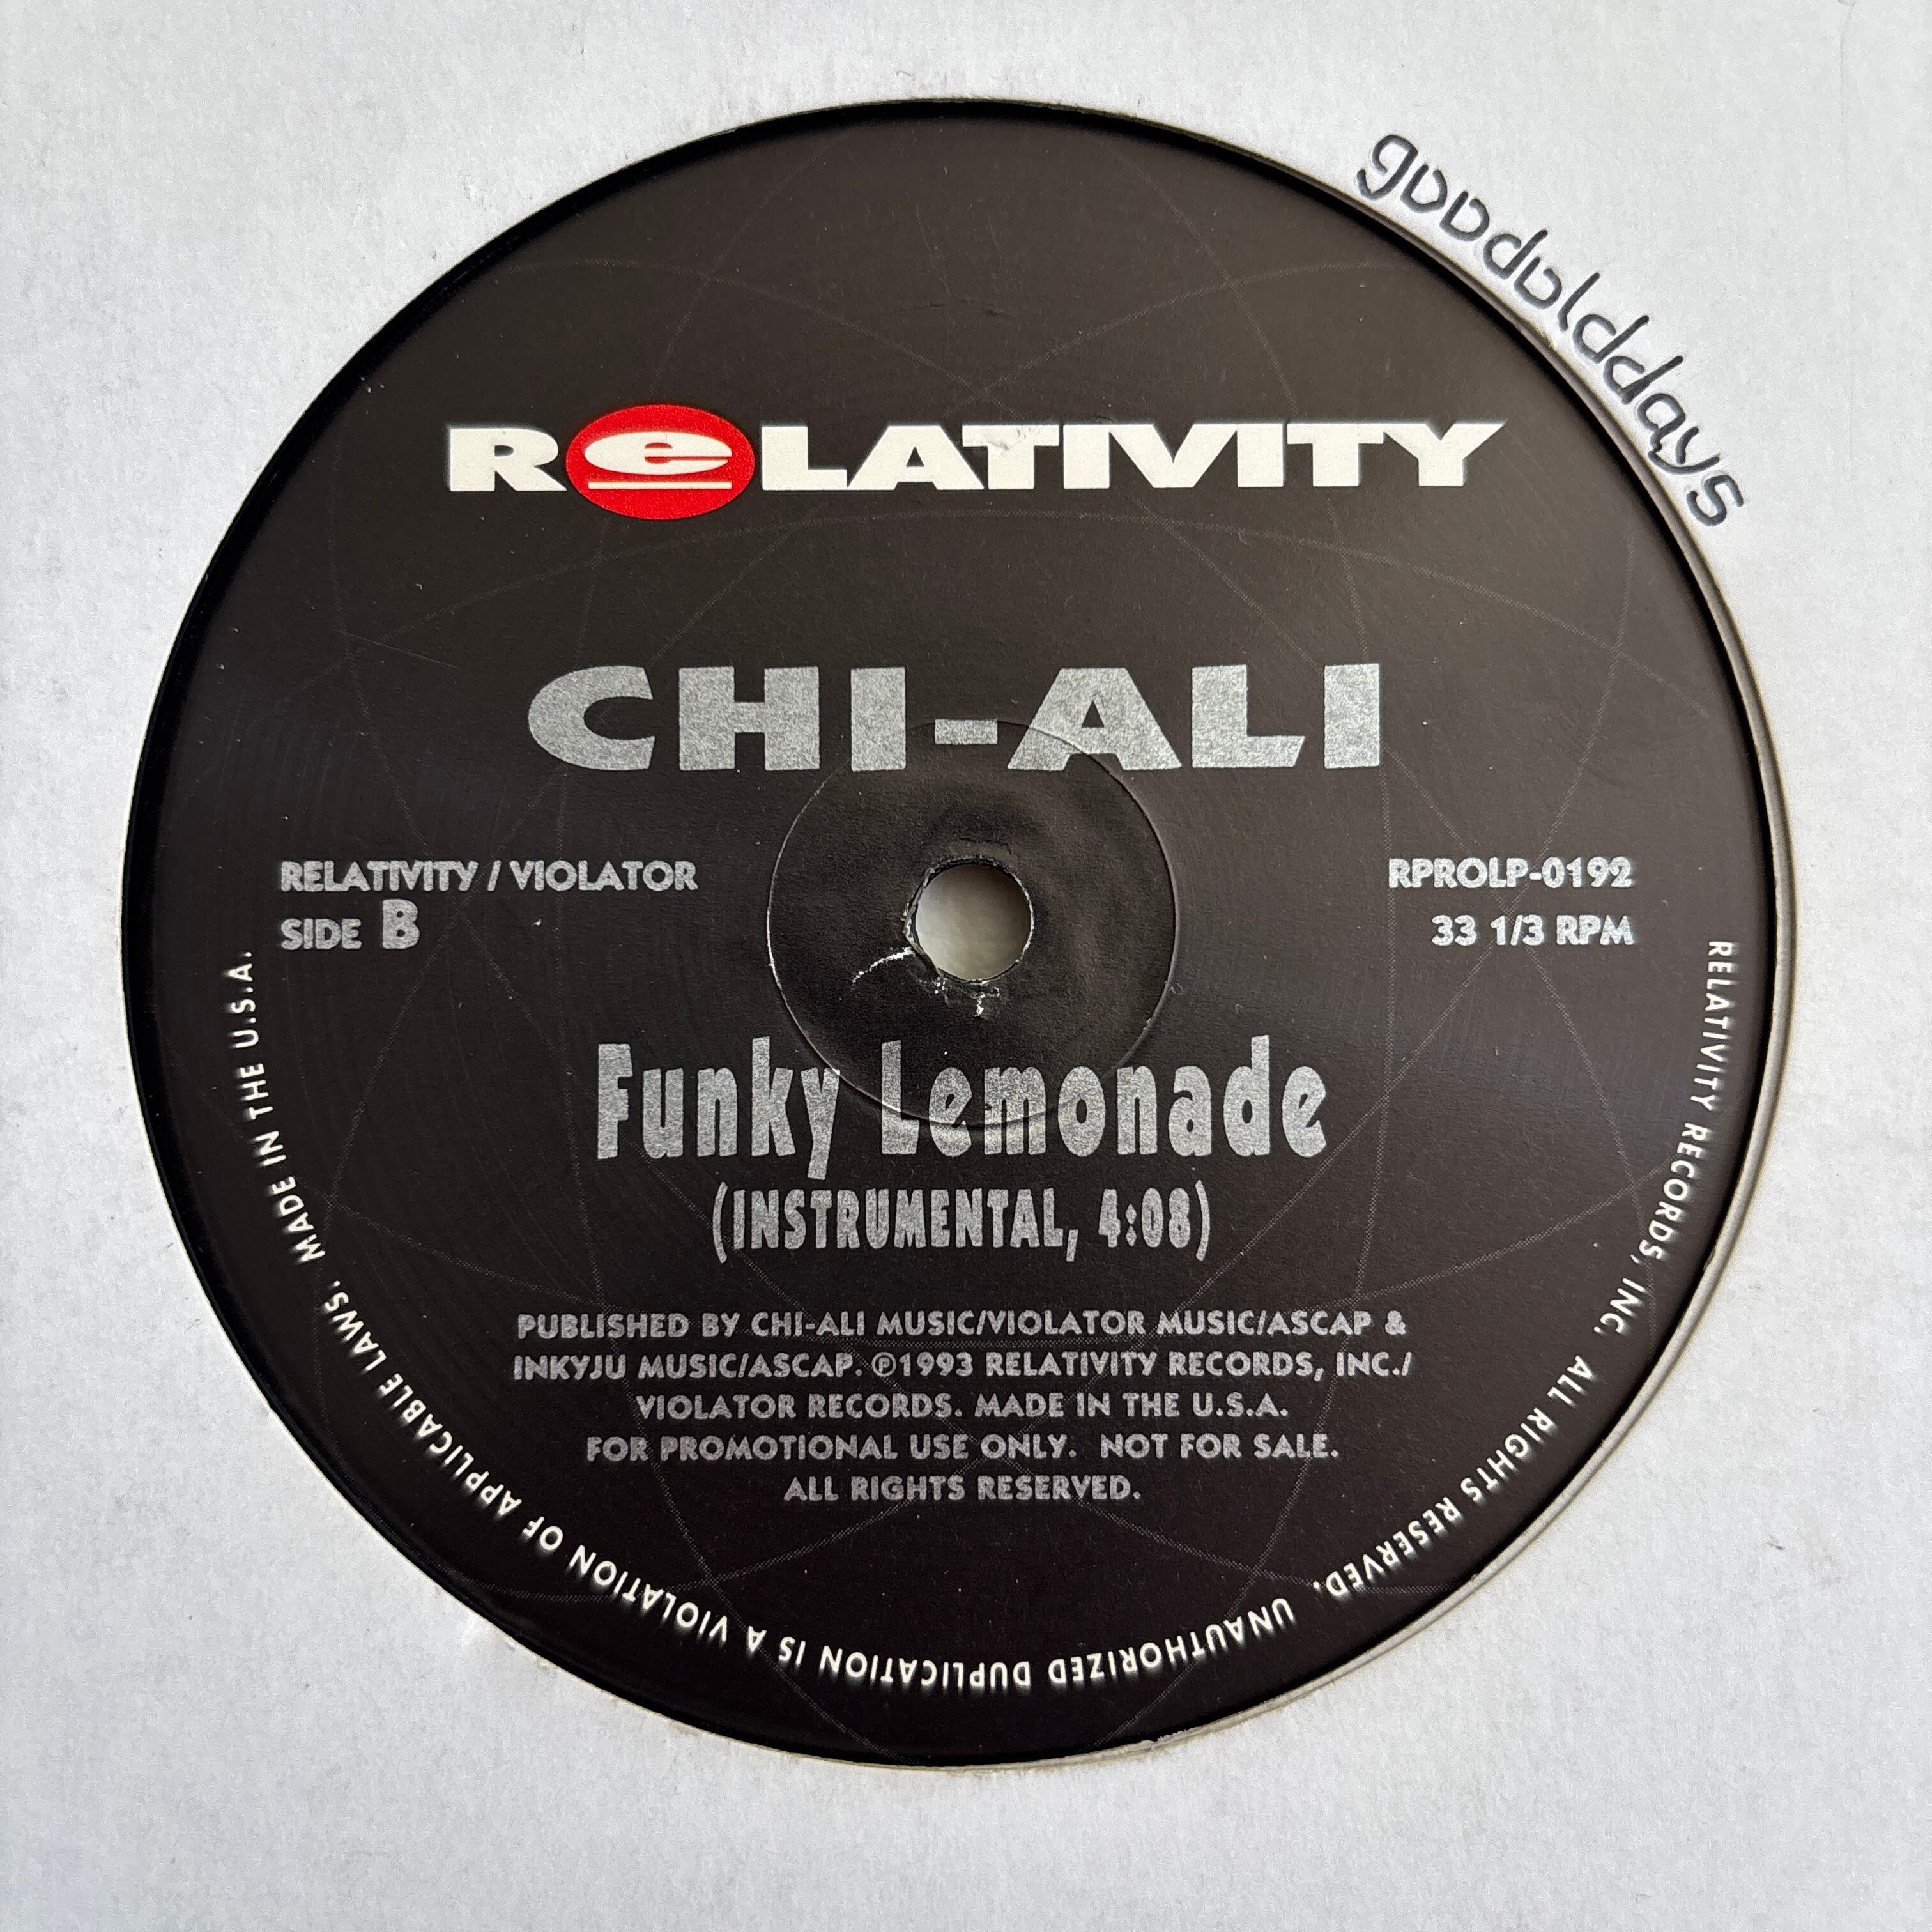 goodolddays
RELATIVITY
CHI-ALI
RELATIVITY / VIOLATOR
SIDE B
RPROLP-0192
33 1/3 RPM
Funky Lemonade
(INSTRUMENTAL, 4:08)
PUBLISHED BY CHI-ALI MUSIC/VIOLATOR MUSIC/ASCAP &
INKYJU MUSIC/ASCAP. ℗1993 RELATIVITY RECORDS, INC./
VIOLATOR RECORDS. MADE IN THE U.S.A.
FOR PROMOTIONAL USE ONLY. NOT FOR SALE.
ALL RIGHTS RESERVED.
RELATIVITY RECORDS, INC. ALL RIGHTS RESERVED. UNAUTHORIZED DUPLICATION IS A VIOLATION OF APPLICABLE LAWS. MADE IN THE U.S.A.